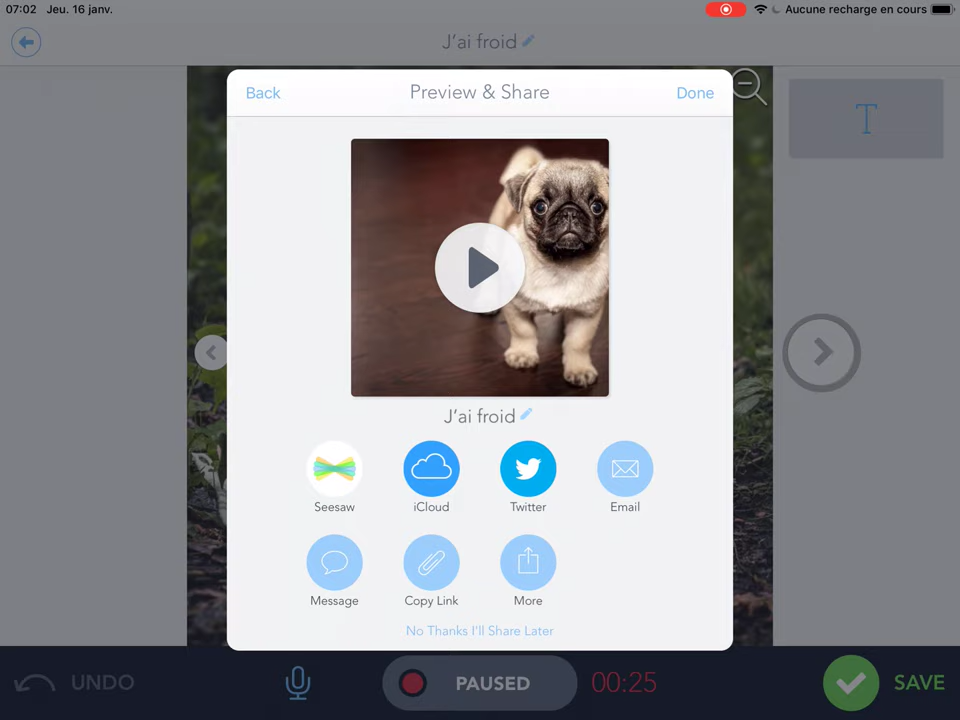 07:02 Jeu. 16 janv.
Aucune recharge en cours
J'ai froid
Back
Preview & Share
Done
T
J'ai froid
Seesaw
iCloud
Twitter
Email
Message
Copy Link
More
No Thanks I'll Share Later
UNDO
PAUSED
00:25
SAVE